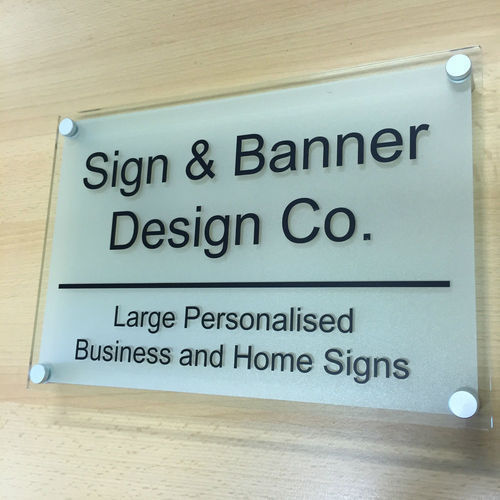 Sign & Banner
Design Co.
Large Personalised
Business and Home Signs